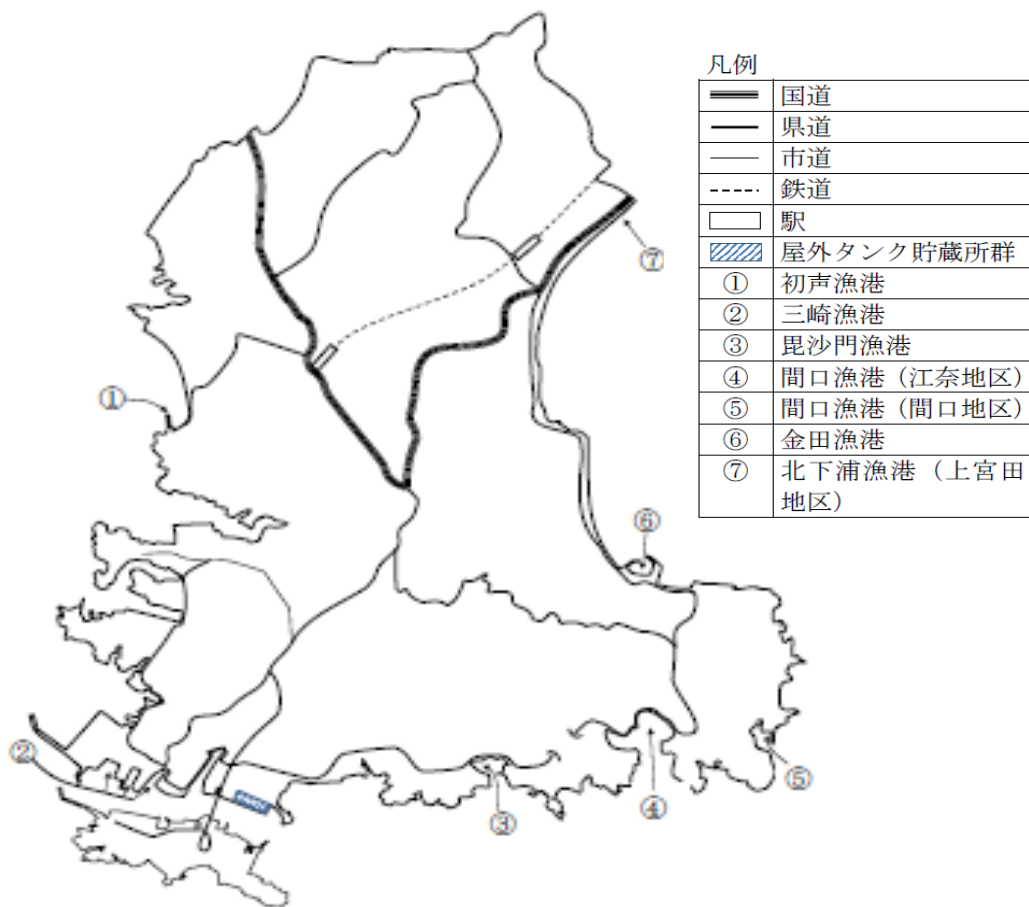 凡例
国道
県道
市道
鉄道
駅
屋外タンク貯蔵所群
① 初声漁港
② 三崎漁港
③ 毘沙門漁港
④ 間口漁港（江奈地区）
⑤ 間口漁港（間口地区）
⑥ 金田漁港
⑦ 北下浦漁港（上宮田
地区）
⑦
①
⑥
②
⑤
④
③